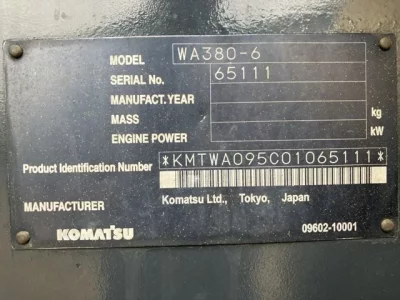 MODEL WA380-6
SERIAL No. 65111
MANUFACT. YEAR
MASS kg
ENGINE POWER kW
Product Identification Number *KMTWA095C01065111*
MANUFACTURER Komatsu Ltd., Tokyo, Japan
KOMATSU 09602-10001